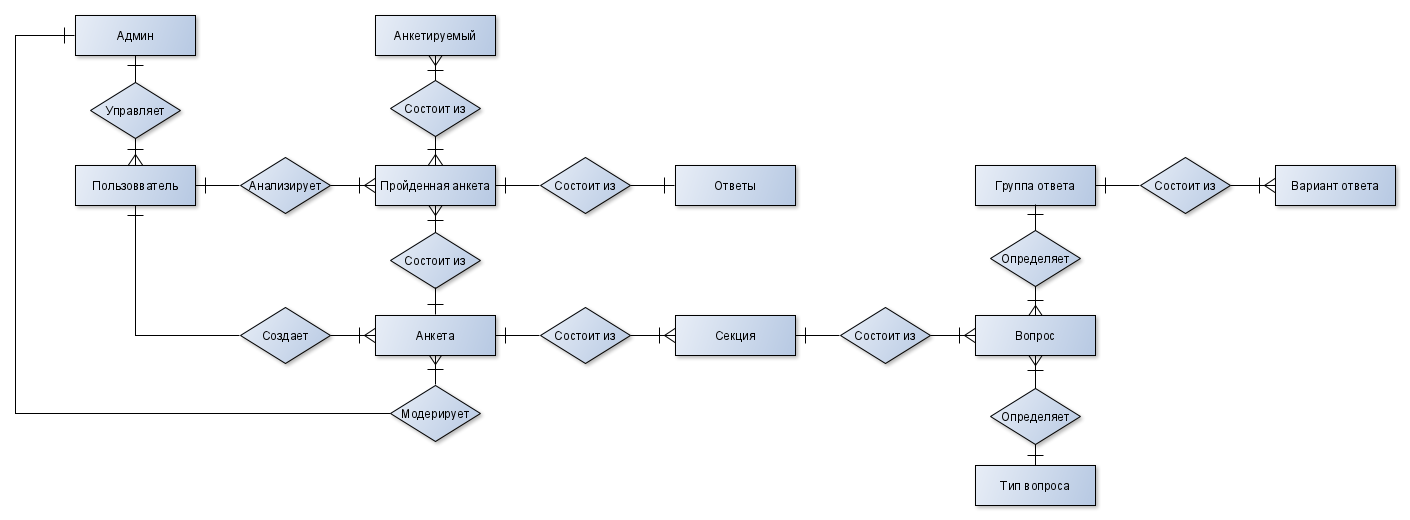 Админ
Анкетируемый
Управляет
Состоит из
Пользовватель
Анализирует
Пройденная анкета
Состоит из
Ответы
Группа ответа
Состоит из
Вариант ответа
Состоит из
Определяет
Создает
Анкета
Состоит из
Секция
Состоит из
Вопрос
Модерирует
Определяет
Тип вопроса